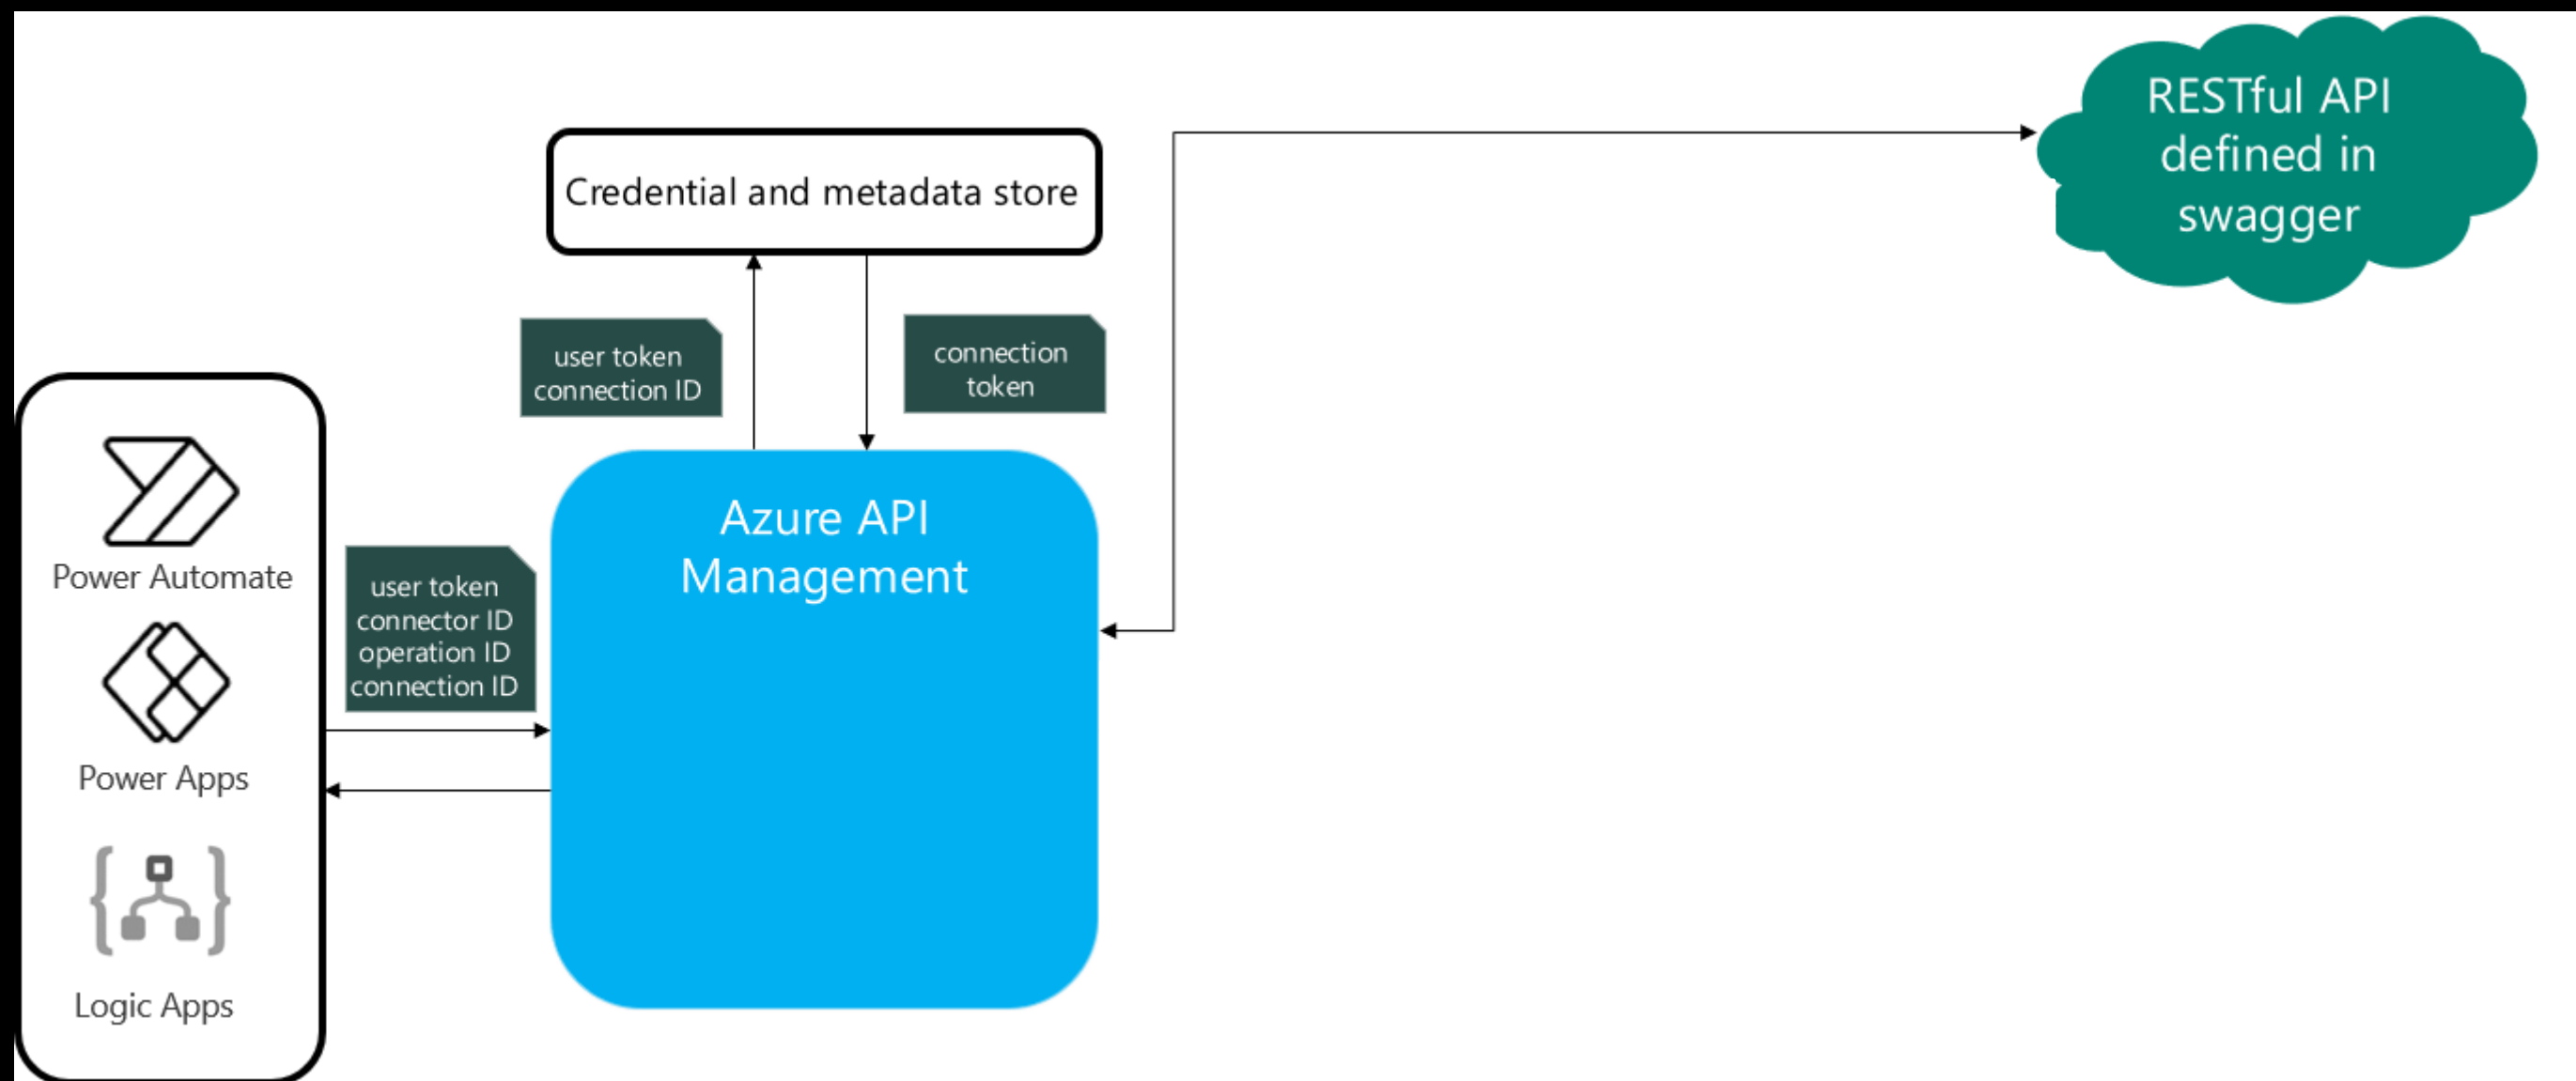 RESTful API
defined in
swagger
Credential and metadata store
user token
connection ID
connection
token
Azure API
Management
Power Automate
user token
connector ID
operation ID
connection ID
Power Apps
Logic Apps